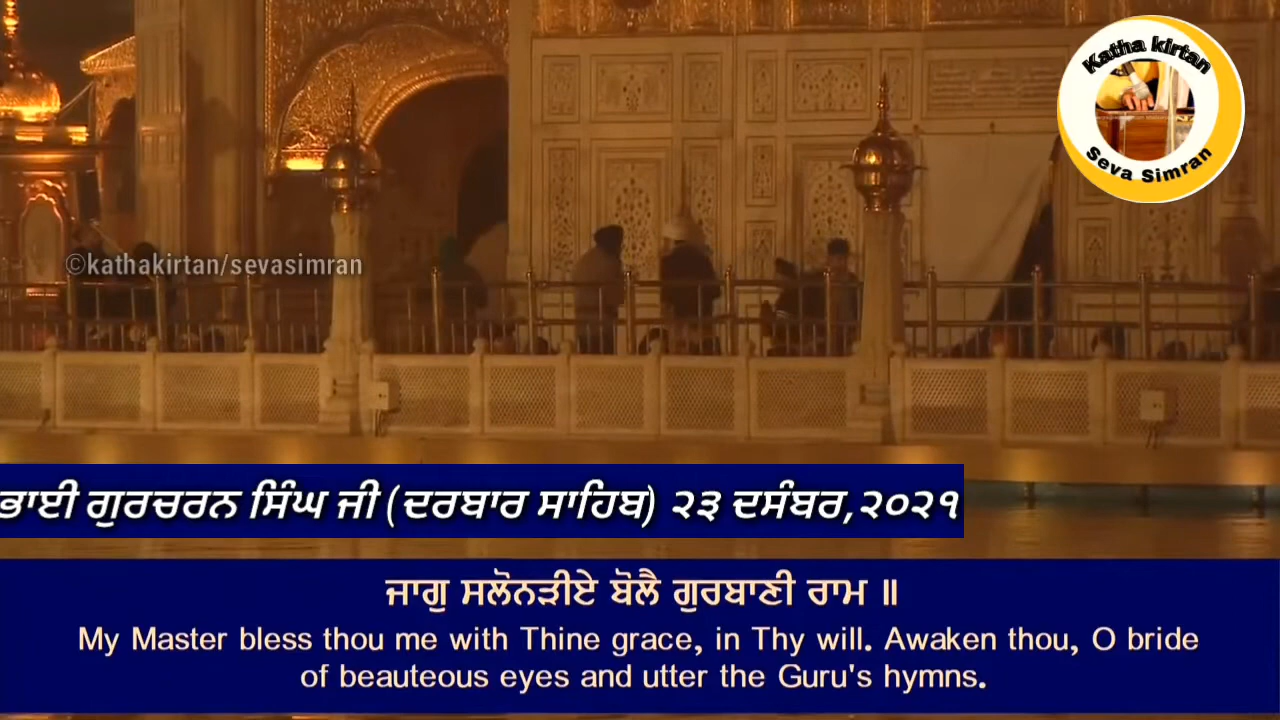 Katha kirtan
Seva Simran
©kathakirtan/sevasimran
ਭਾਈ ਗੁਰਚਰਨ ਸਿੰਘ ਜੀ (ਦਰਬਾਰ ਸਾਹਿਬ) ੨੩ ਦਸੰਬਰ,੨੦੨੧
ਜਾਗੁ ਸਲੋਨੜੀਏ ਬੋਲੈ ਗੁਰਬਾਣੀ ਰਾਮ ॥
My Master bless thou me with Thine grace, in Thy will. Awaken thou, O bride
of beauteous eyes and utter the Guru's hymns.